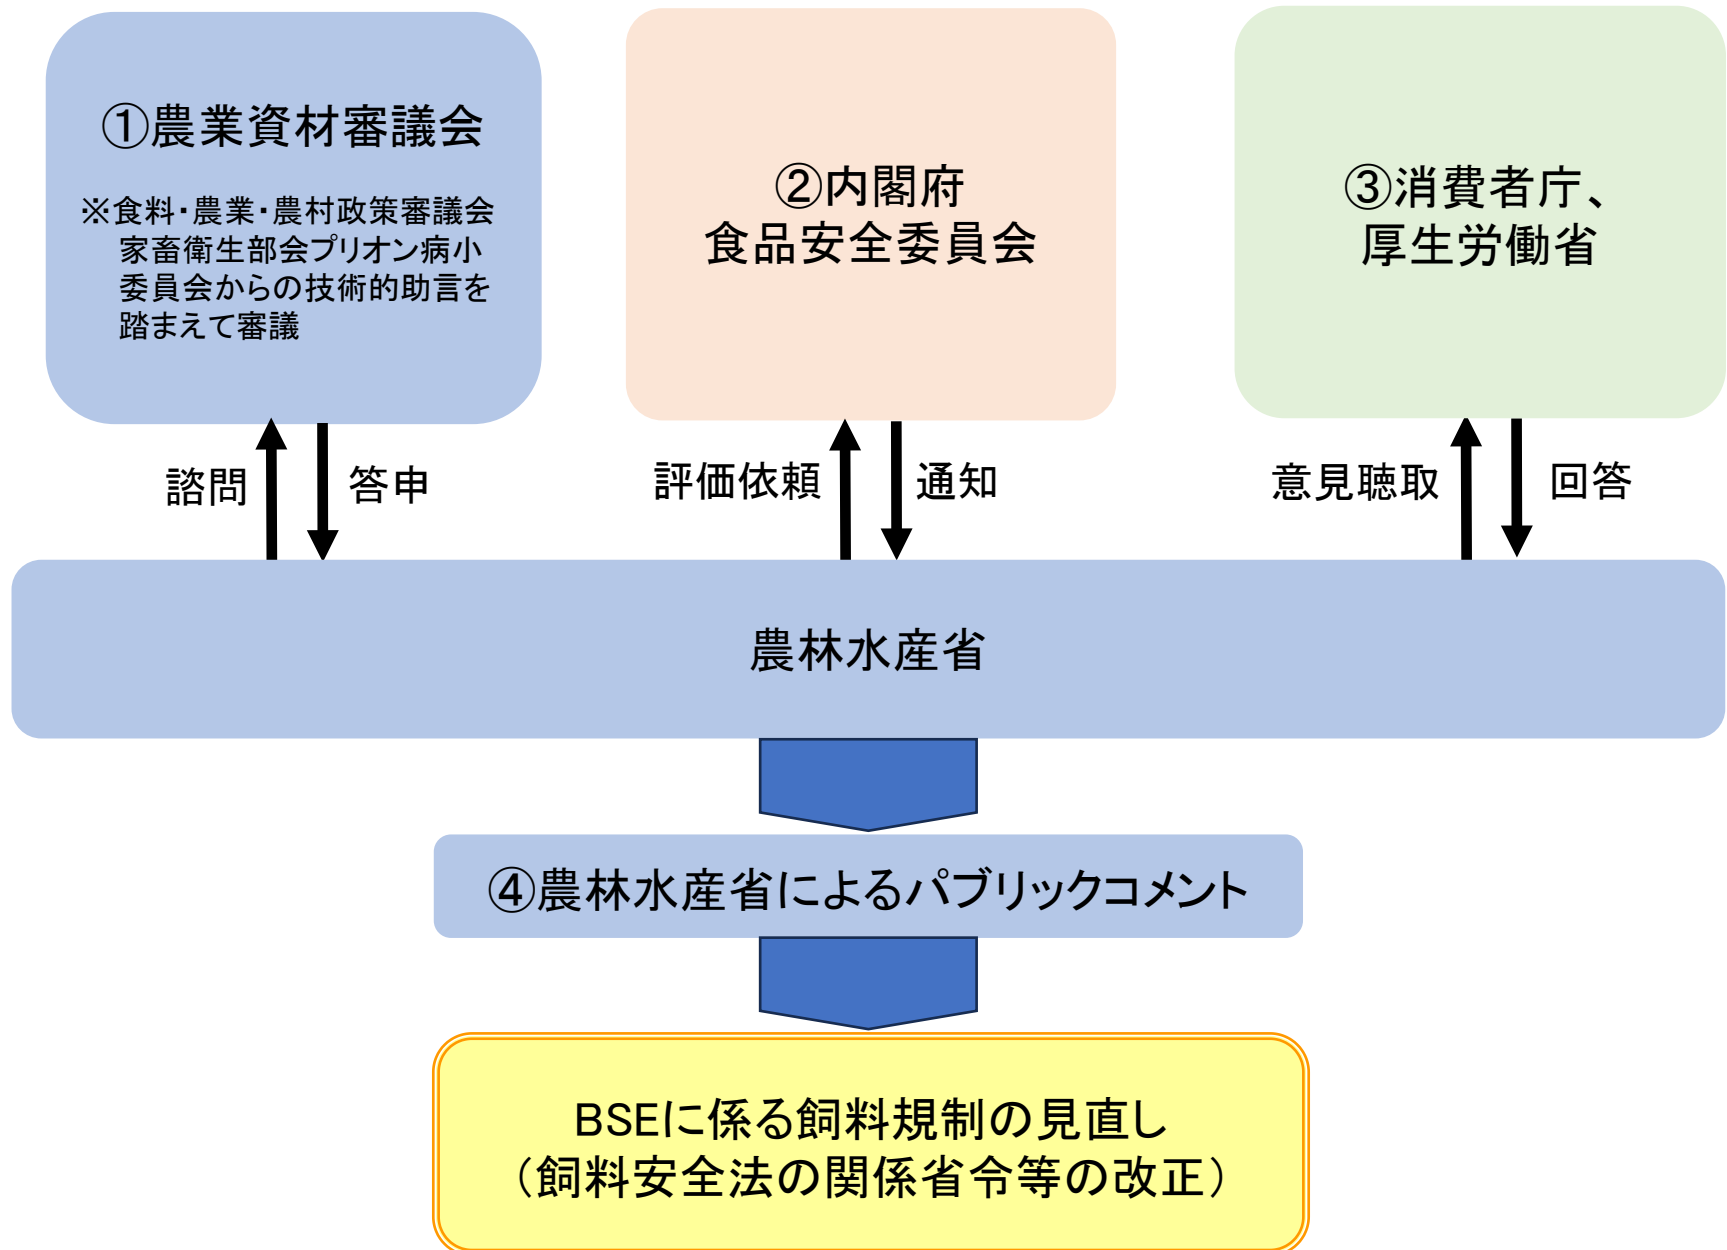 ①農業資材審議会
※食料・農業・農村政策審議会
家畜衛生部会プリオン病小
委員会からの技術的助言を
踏まえて審議
②内閣府
食品安全委員会
③消費者庁、
厚生労働省
諮問
答申
評価依頼
通知
意見聴取
回答
農林水産省
④農林水産省によるパブリックコメント
BSEに係る飼料規制の見直し
（飼料安全法の関係省令等の改正）